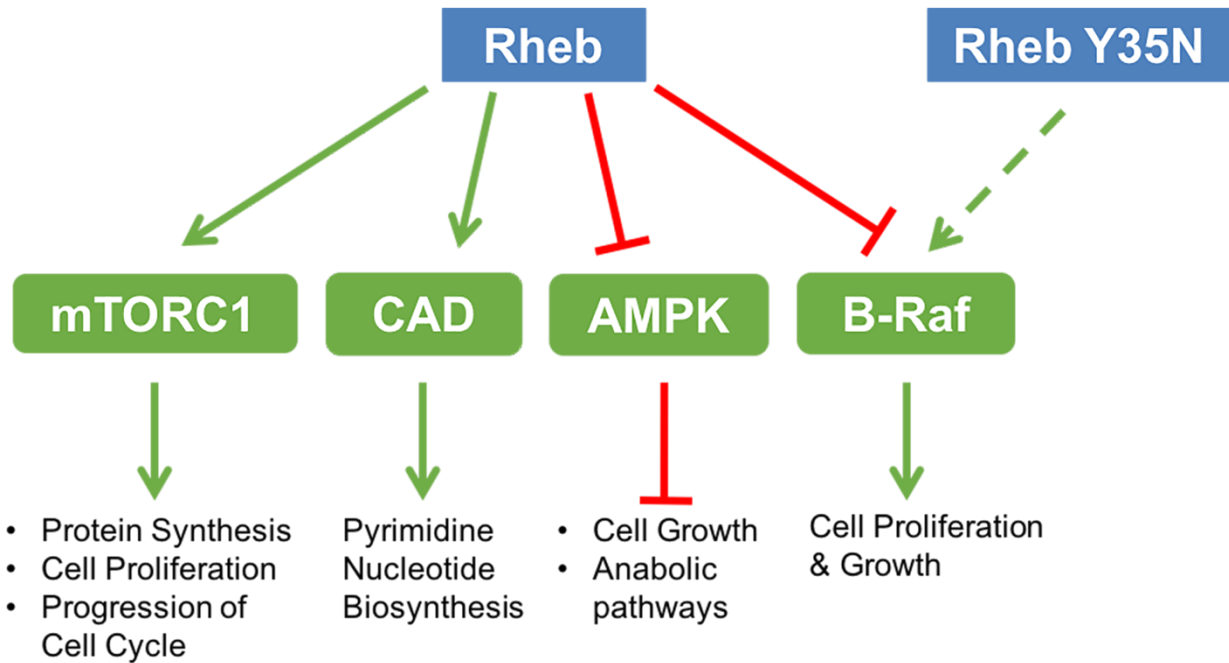 Rheb
Rheb Y35N
mTORC1
CAD
AMPK
B-Raf
• Protein Synthesis
• Cell Proliferation
• Progression of
Cell Cycle
Pyrimidine
Nucleotide
Biosynthesis
• Cell Growth
• Anabolic
pathways
Cell Proliferation
& Growth